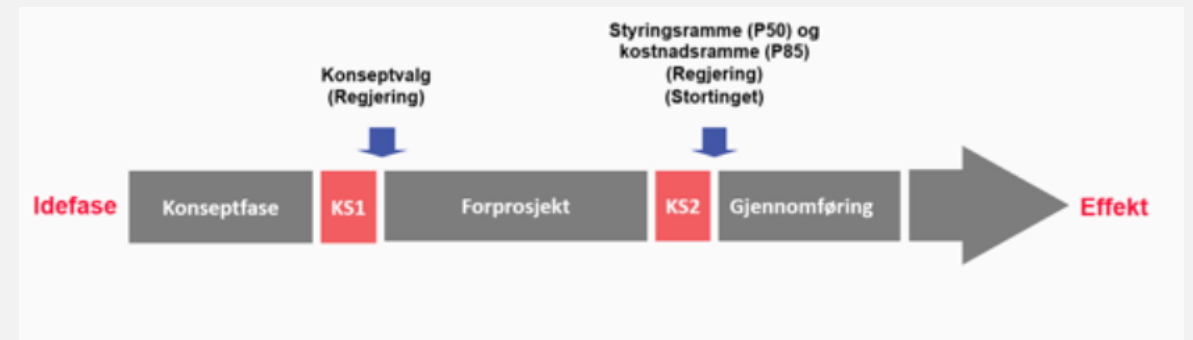 Styringsramme (P50) og
kostnadsramme (P85)
(Regjering)
(Stortinget)
Konseptvalg
(Regjering)
Idefase
Konseptfase
KS1
Forprosjekt
KS2
Gjennomføring
Effekt